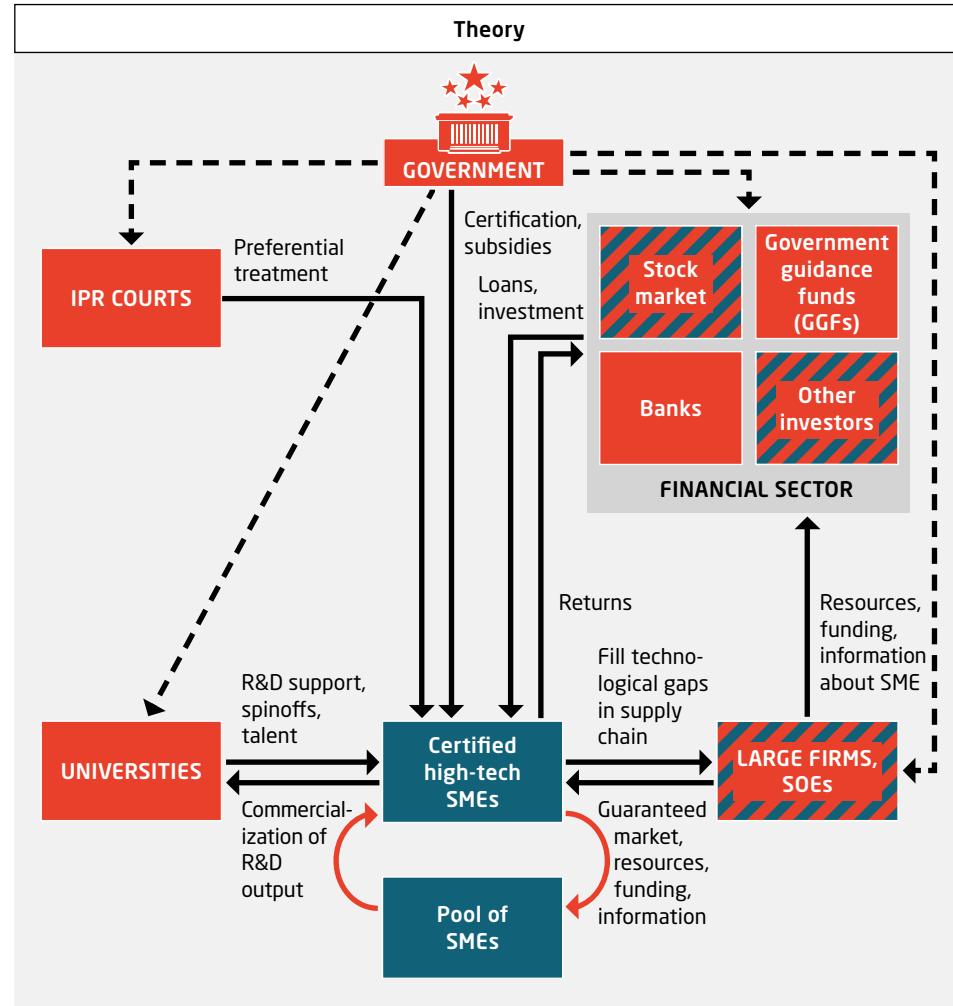 Theory
GOVERNMENT
Certification,
subsidies
Preferential
treatment
IPR COURTS
Loans,
investment
Stock
market
Government
guidance
funds
(GGFs)
Banks
Other
investors
FINANCIAL SECTOR
Returns
Resources,
funding,
information
about SME
Fill techno-
logical gaps
in supply
chain
R&D support,
spinoffs,
talent
UNIVERSITIES
Certified
high-tech
SMEs
LARGE FIRMS,
SOEs
Commercial-
ization of
R&D
output
Guaranteed
market,
resources,
funding,
information
Pool of
SMEs